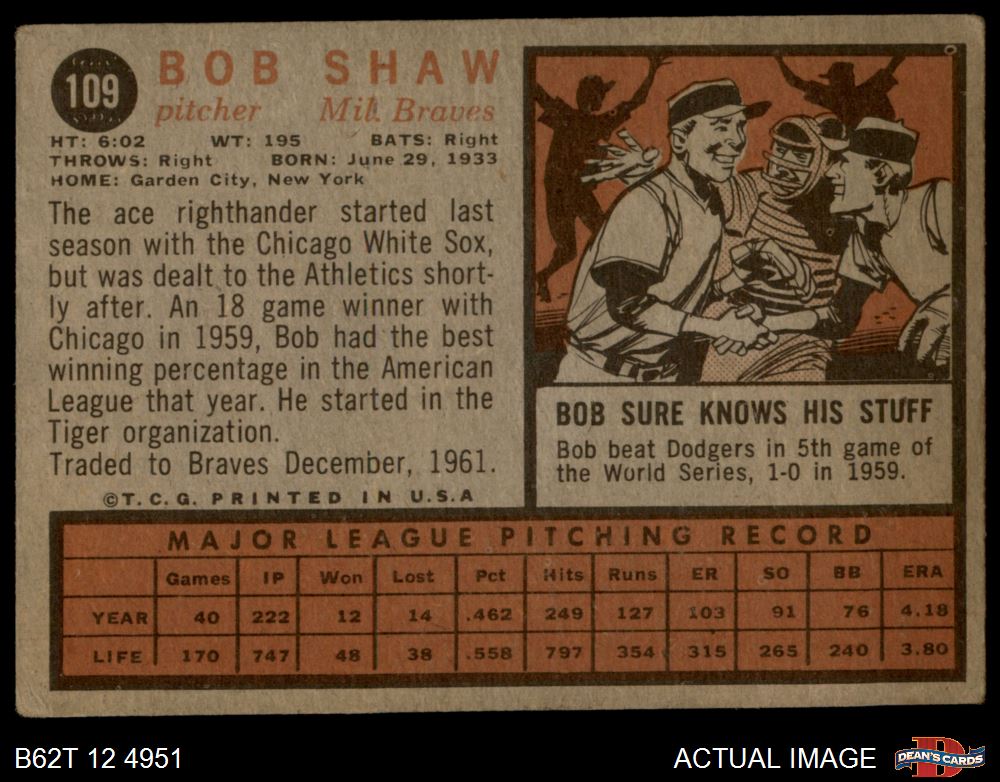 109
BOB SHAW
pitcher Mil. Braves
HT: 6:02 WT: 195 BATS: Right
THROWS: Right BORN: June 29, 1933
HOME: Garden City, New York
The ace righthander started last
season with the Chicago White Sox,
but was dealt to the Athletics short-
ly after. An 18 game winner with
Chicago in 1959, Bob had the best
winning percentage in the American
League that year. He started in the
Tiger organization.
Traded to Braves December, 1961.
©T.C.G. PRINTED IN U.S.A
BOB SURE KNOWS HIS STUFF
Bob beat Dodgers in 5th game of
the World Series, 1-0 in 1959.
MAJOR LEAGUE PITCHING RECORD
Games IP Won Lost Pct Hits Runs ER SO BB ERA
YEAR 40 222 12 14 .462 249 127 103 91 76 4.18
LIFE 170 747 48 38 .558 797 354 315 265 240 3.80
B62T 12 4951
ACTUAL IMAGE
D
DEAN'S CARDS